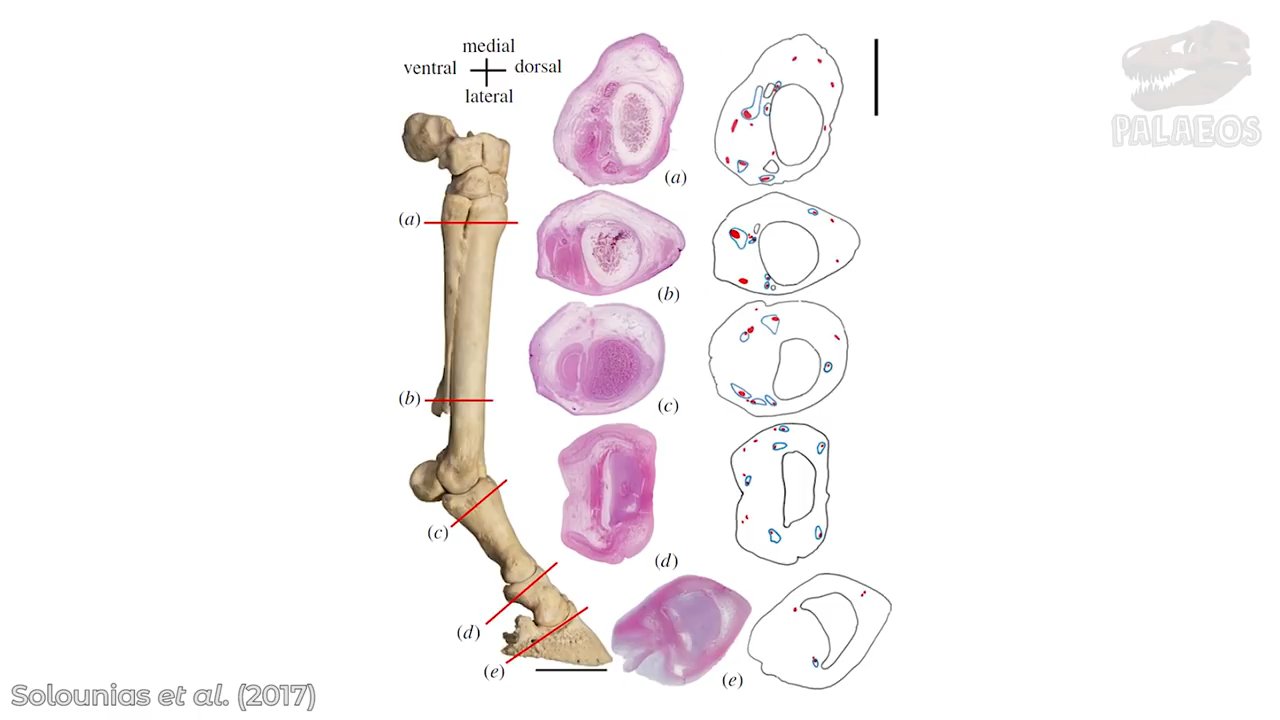 medial
ventral dorsal
lateral
PALAEOS
(a)
(a)
(b)
(b)
(c)
(c)
(d)
(d)
(e)
(e)
Solounias et al. (2017)